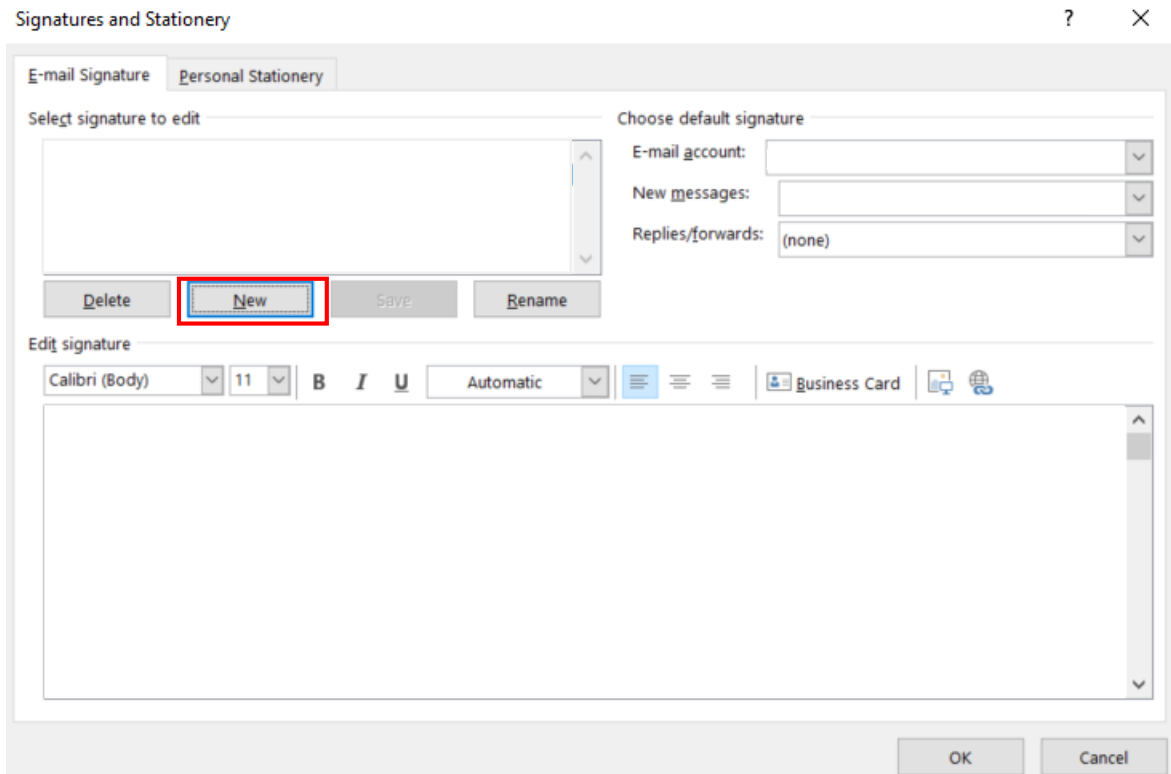 Signatures and Stationery ?
E-mail Signature Personal Stationery
Select signature to edit
Choose default signature
E-mail account:
New messages:
Replies/forwards: (none)
Delete New Save Rename
Edit signature
Calibri (Body) 11 B I U Automatic Business Card
OK Cancel